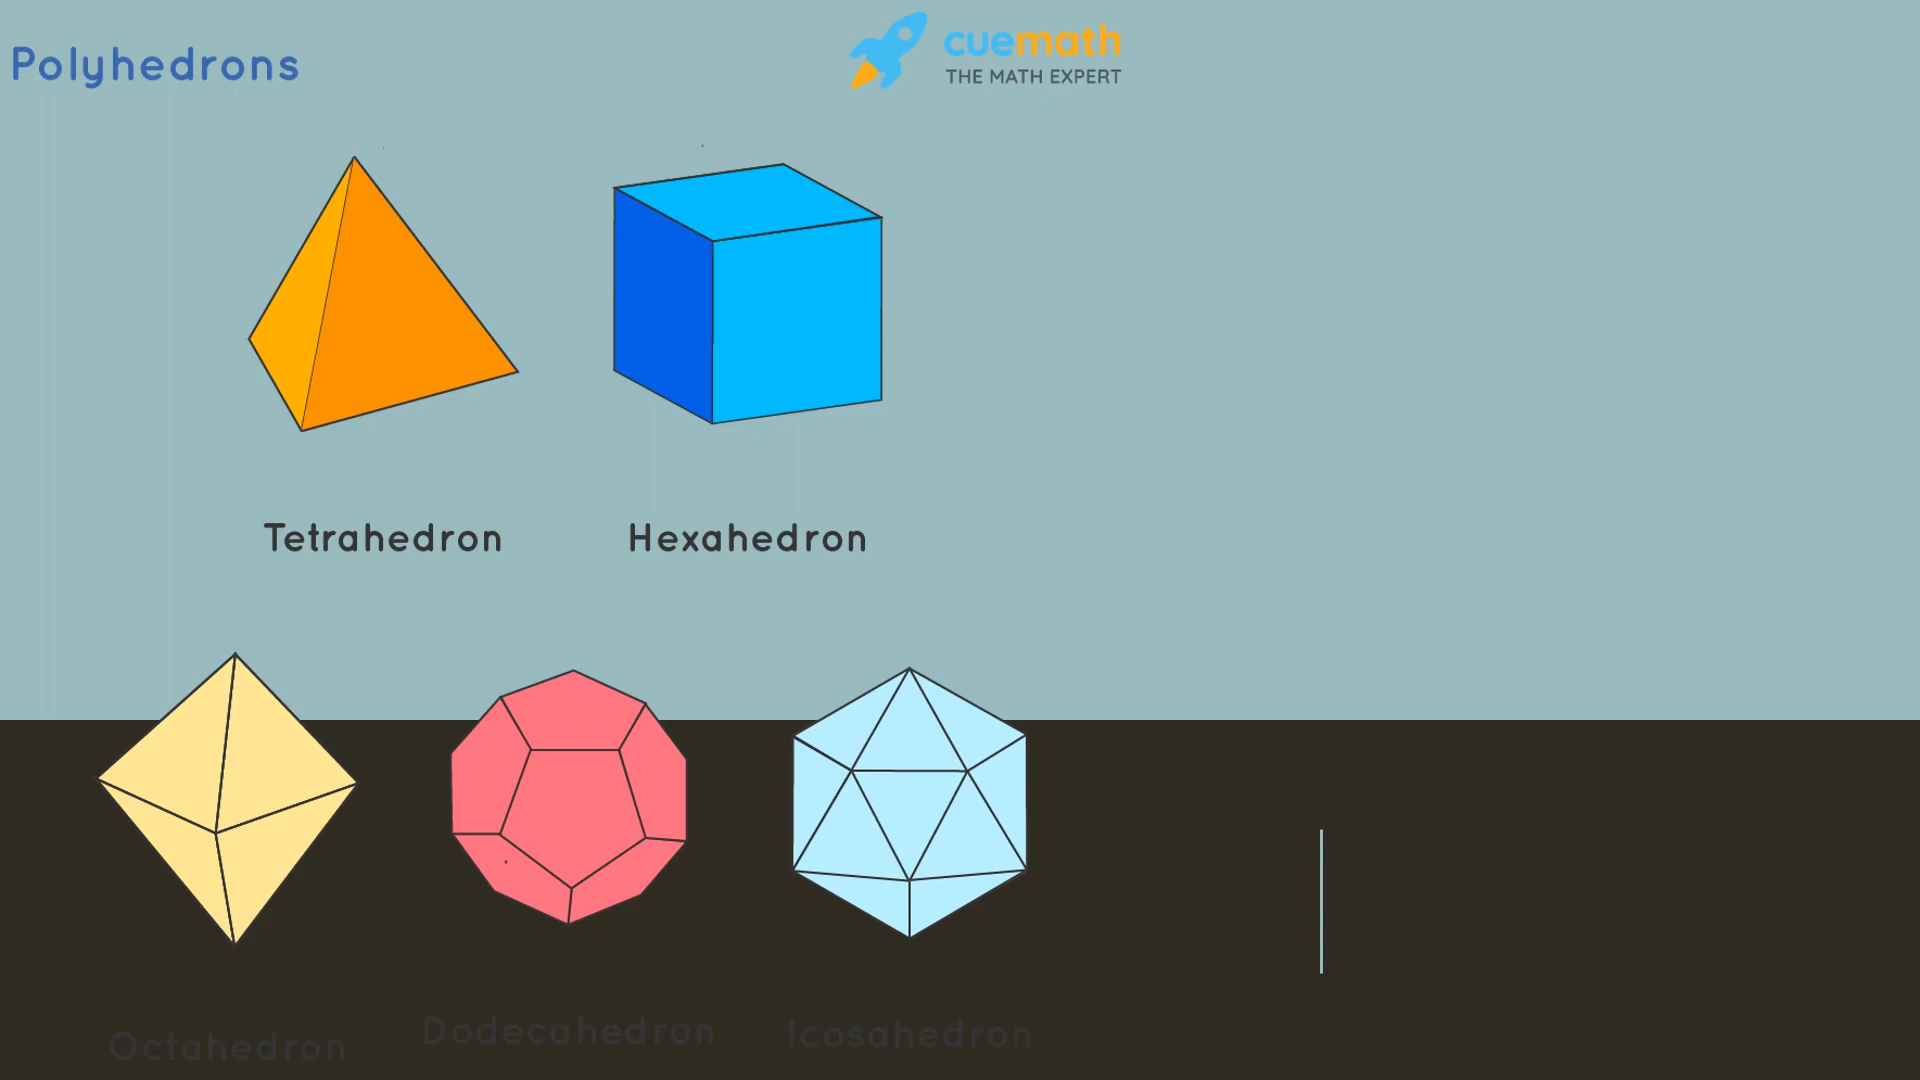 Polyhedrons
cuemath
THE MATH EXPERT
Tetrahedron
Hexahedron
Octahedron
Dodecahedron
Icosahedron